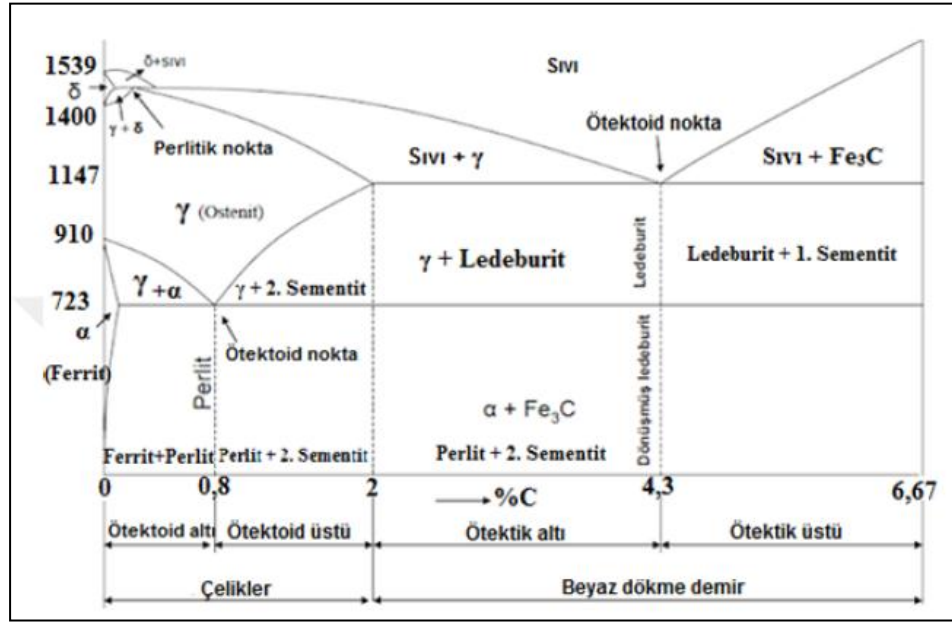 1539
δ+sıvı
Sıvı
δ
1400
γ + δ
Perlitik nokta
Ötektoid nokta
Sıvı + γ
Sıvı + Fe₃C
1147
γ (Ostenit)
910
γ + Ledeburit
Ledeburit
Ledeburit + 1. Sementit
γ+α
γ + 2. Sementit
723
α
Ötektoid nokta
(Ferrit)
Perlit
α + Fe₃C
Dönüşmüş ledeburit
Ferrit+Perlit
Perlit + 2. Sementit
Perlit + 2. Sementit
0
0,8
2
%C
4,3
6,67
Ötektoid altı
Ötektoid üstü
Ötektik altı
Ötektik üstü
Çelikler
Beyaz dökme demir